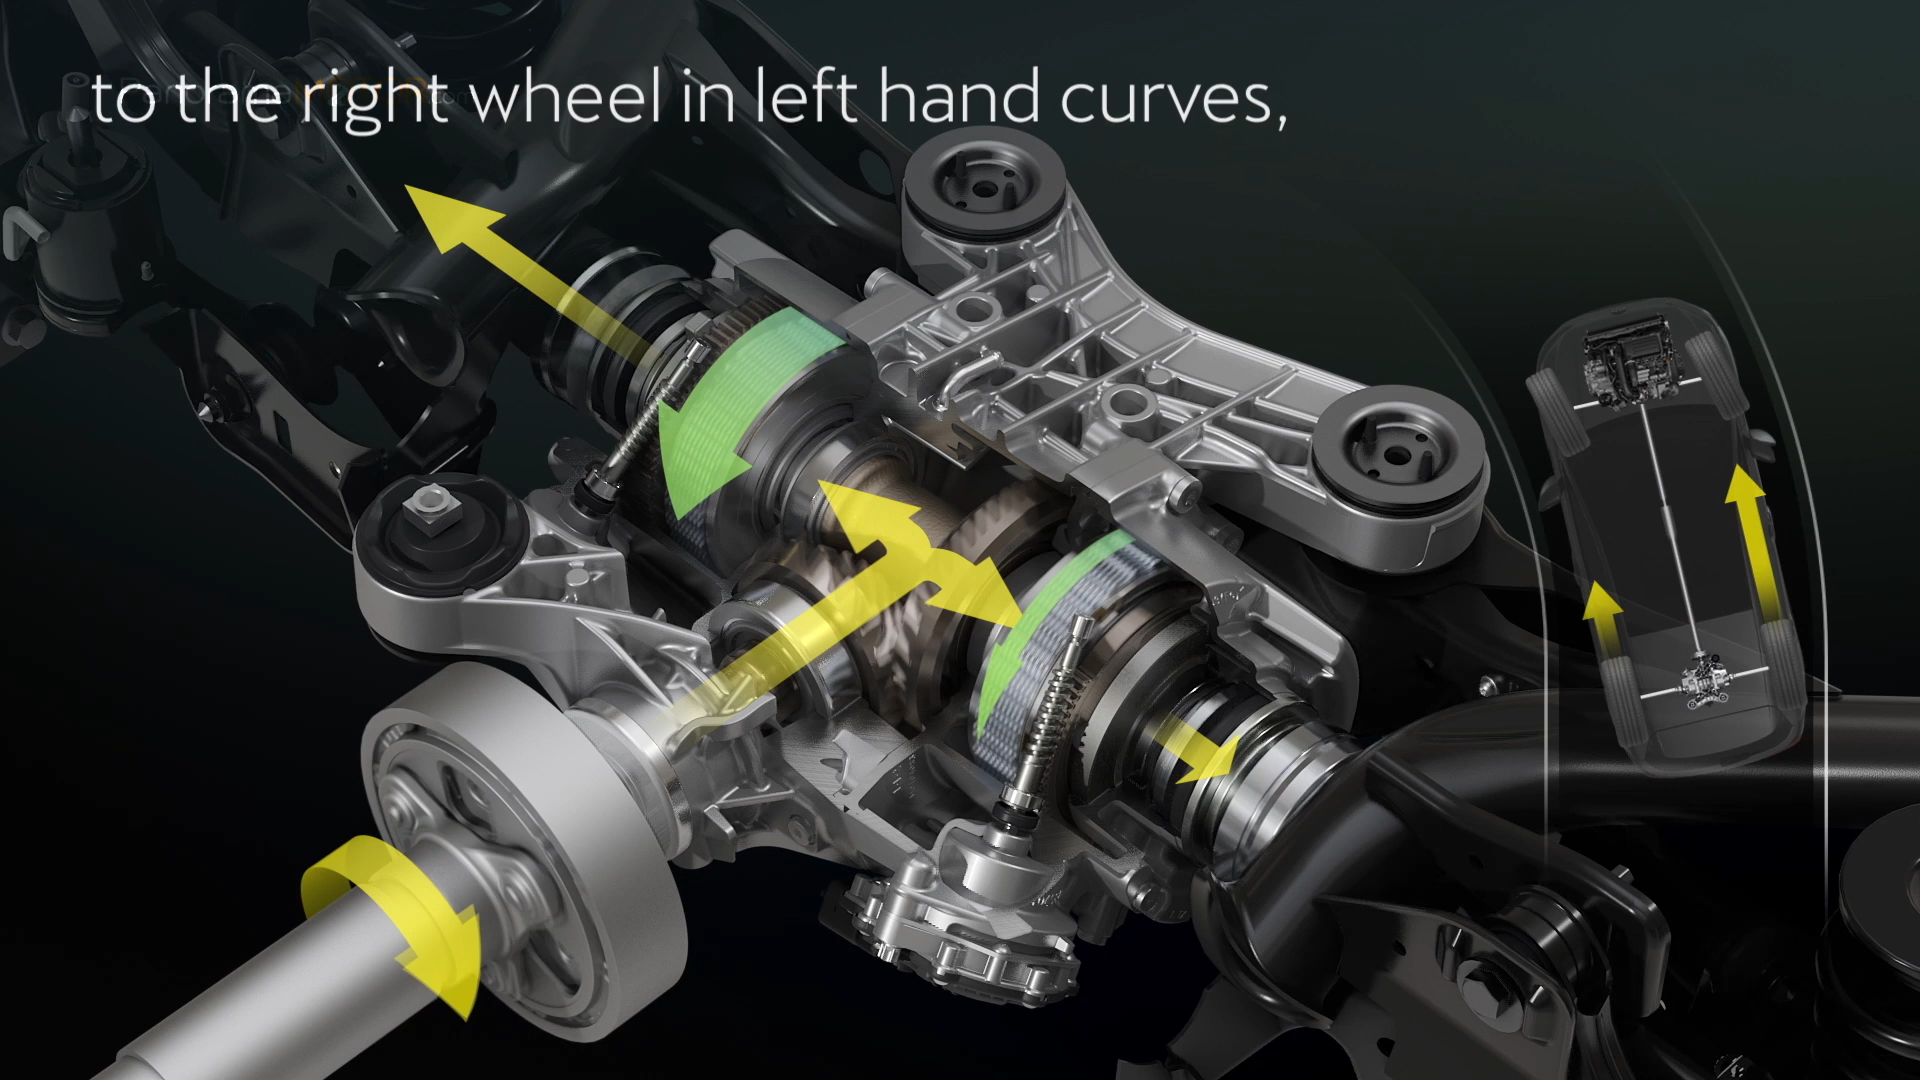 to the right wheel in left hand curves,